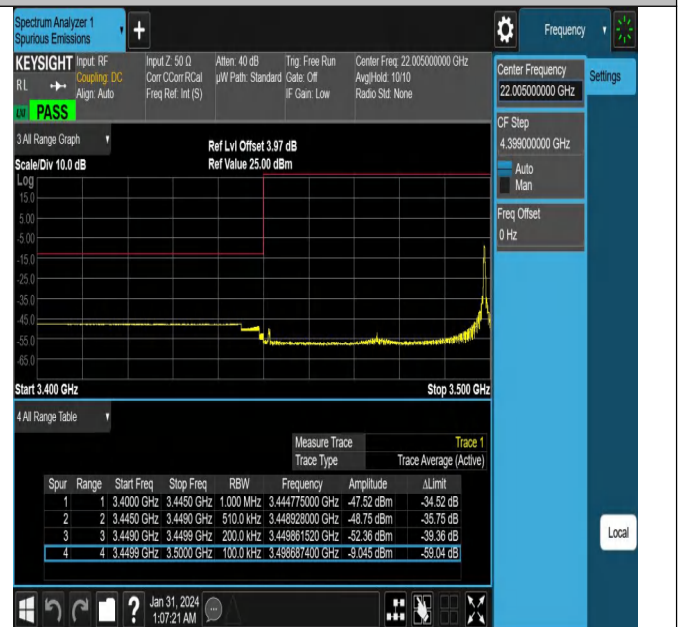 Spectrum Analyzer 1
Spurious Emissions
Frequency
KEYSIGHT Input: RF Input Z: 50 Ω Atten: 40 dB Trig: Free Run Center Freq: 22.005000000 GHz
RL Coupling: DC Corr CCorr RCal µW Path: Standard Gate: Off Avg|Hold: 10/10
Align: Auto Freq Ref: Int (S) IF Gain: Low Radio Std: None
LXI PASS
Center Frequency
22.005000000 GHz
Settings
CF Step
4.399000000 GHz
Auto
Man
Freq Offset
0 Hz
3 All Range Graph
Ref Lvl Offset 3.97 dB
Scale/Div 10.0 dB Ref Value 25.00 dBm
Log
15.0
5.00
-5.00
-15.0
-25.0
-35.0
-45.0
-55.0
-65.0
Start 3.400 GHz Stop 3.500 GHz
4 All Range Table
Measure Trace Trace 1
Trace Type Trace Average (Active)
Spur Range Start Freq Stop Freq RBW Frequency Amplitude ΔLimit
1 1 3.4000 GHz 3.4450 GHz 1.000 MHz 3.444775000 GHz -47.52 dBm -34.52 dB
2 2 3.4450 GHz 3.4490 GHz 510.0 kHz 3.448928000 GHz -48.75 dBm -35.75 dB
3 3 3.4490 GHz 3.4499 GHz 200.0 kHz 3.449861520 GHz -52.36 dBm -39.36 dB
4 4 3.4499 GHz 3.5000 GHz 100.0 kHz 3.498687400 GHz -9.045 dBm -59.04 dB
Local
Jan 31, 2024
1:07:21 AM